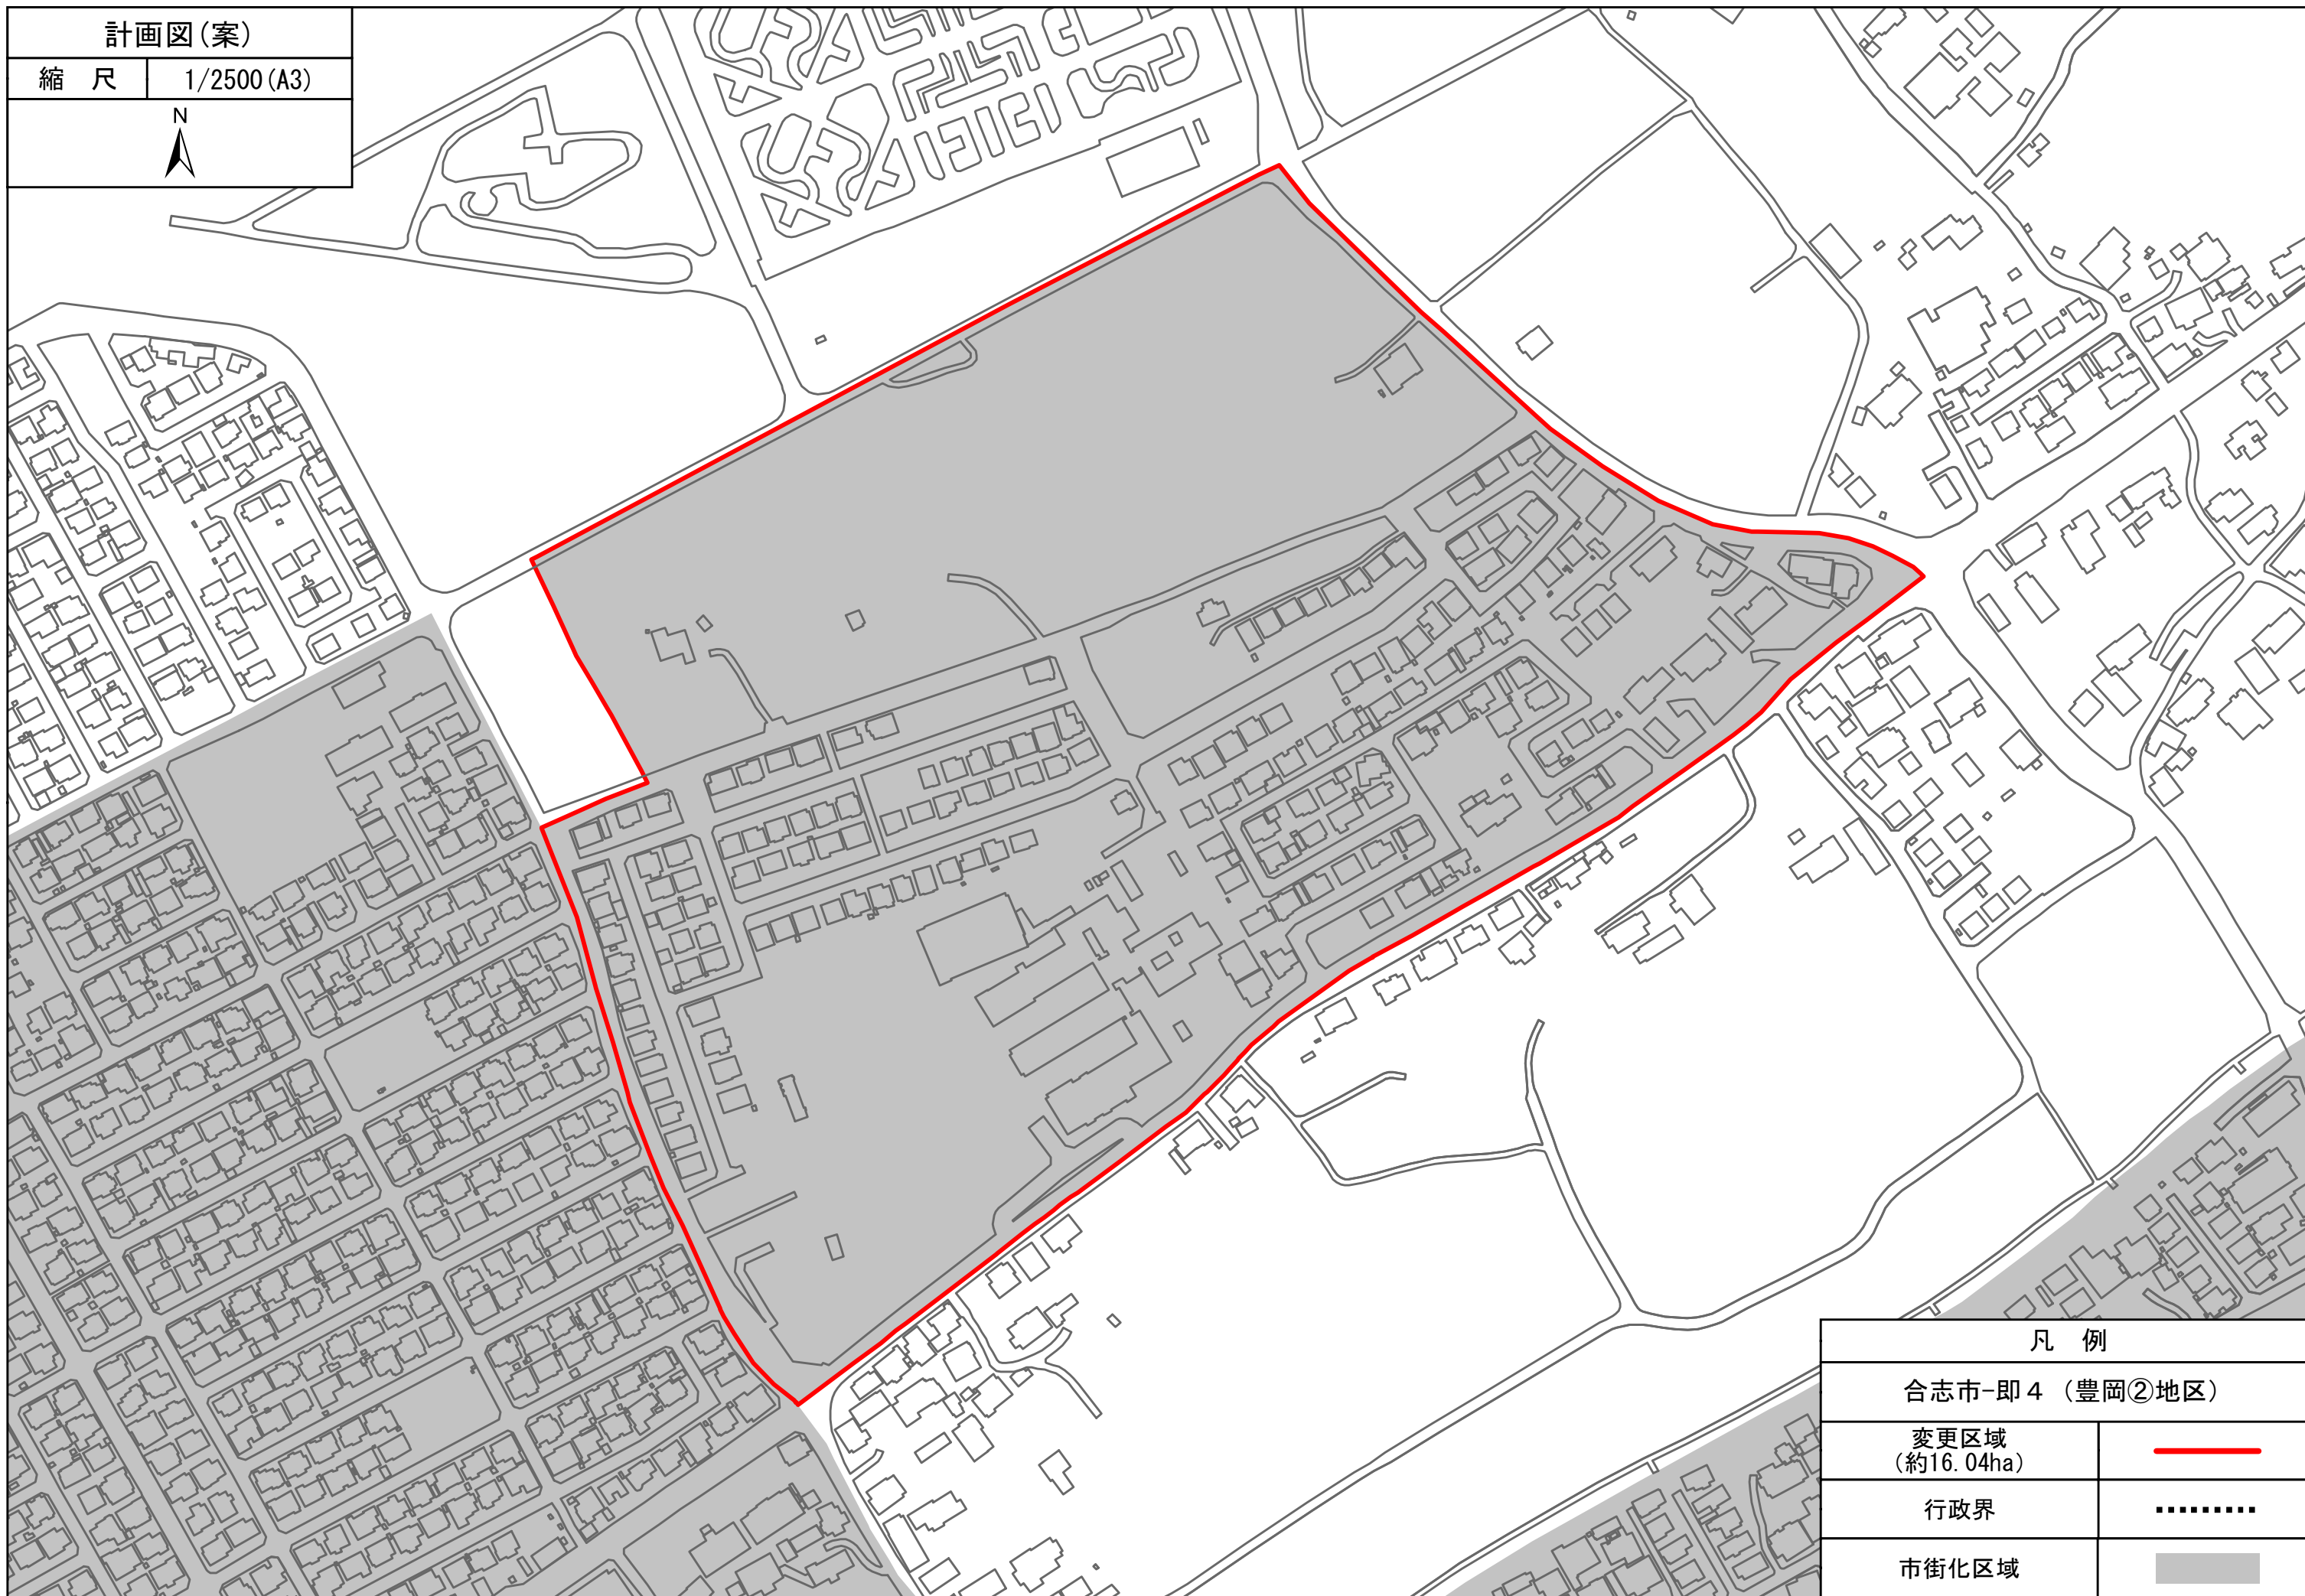 計画図(案)
縮 尺 1/2500(A3)
N
凡 例
合志市-即4 (豊岡②地区)
変更区域
(約16.04ha)
行政界
市街化区域